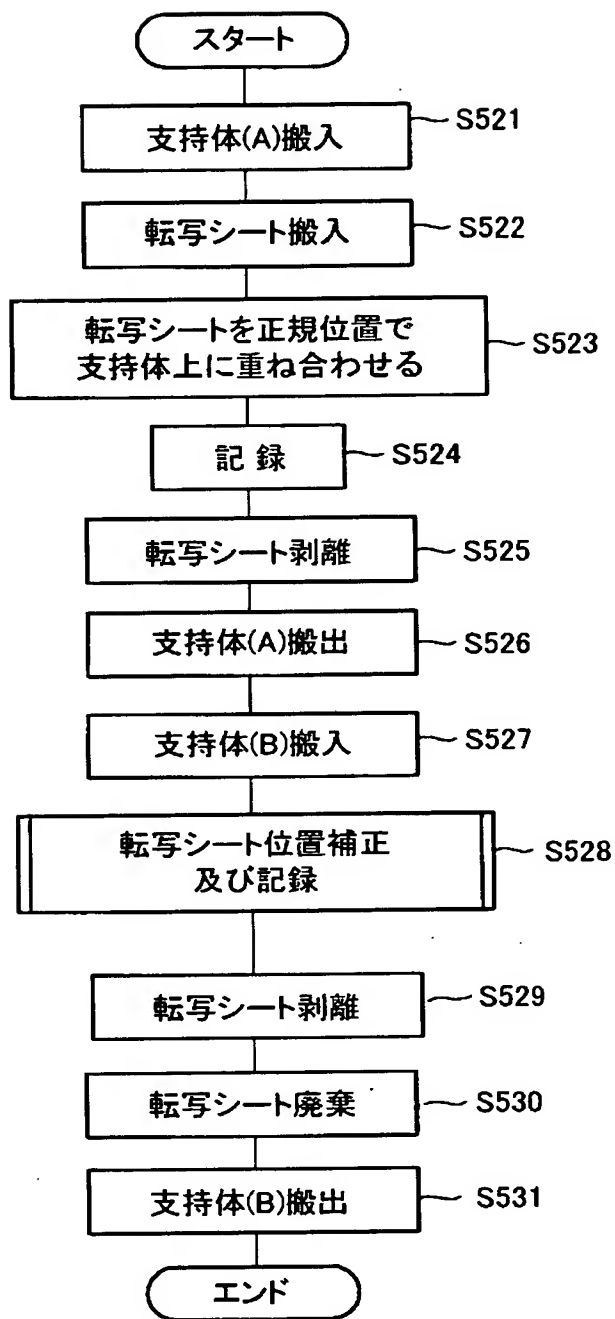 スタート
支持体(A)搬入
S521
転写シート搬入
S522
転写シートを正規位置で
支持体上に重ね合わせる
S523
記 録
S524
転写シート剥離
S525
支持体(A)搬出
S526
支持体(B)搬入
S527
転写シート位置補正
及び記録
S528
転写シート剥離
S529
転写シート廃棄
S530
支持体(B)搬出
S531
エンド